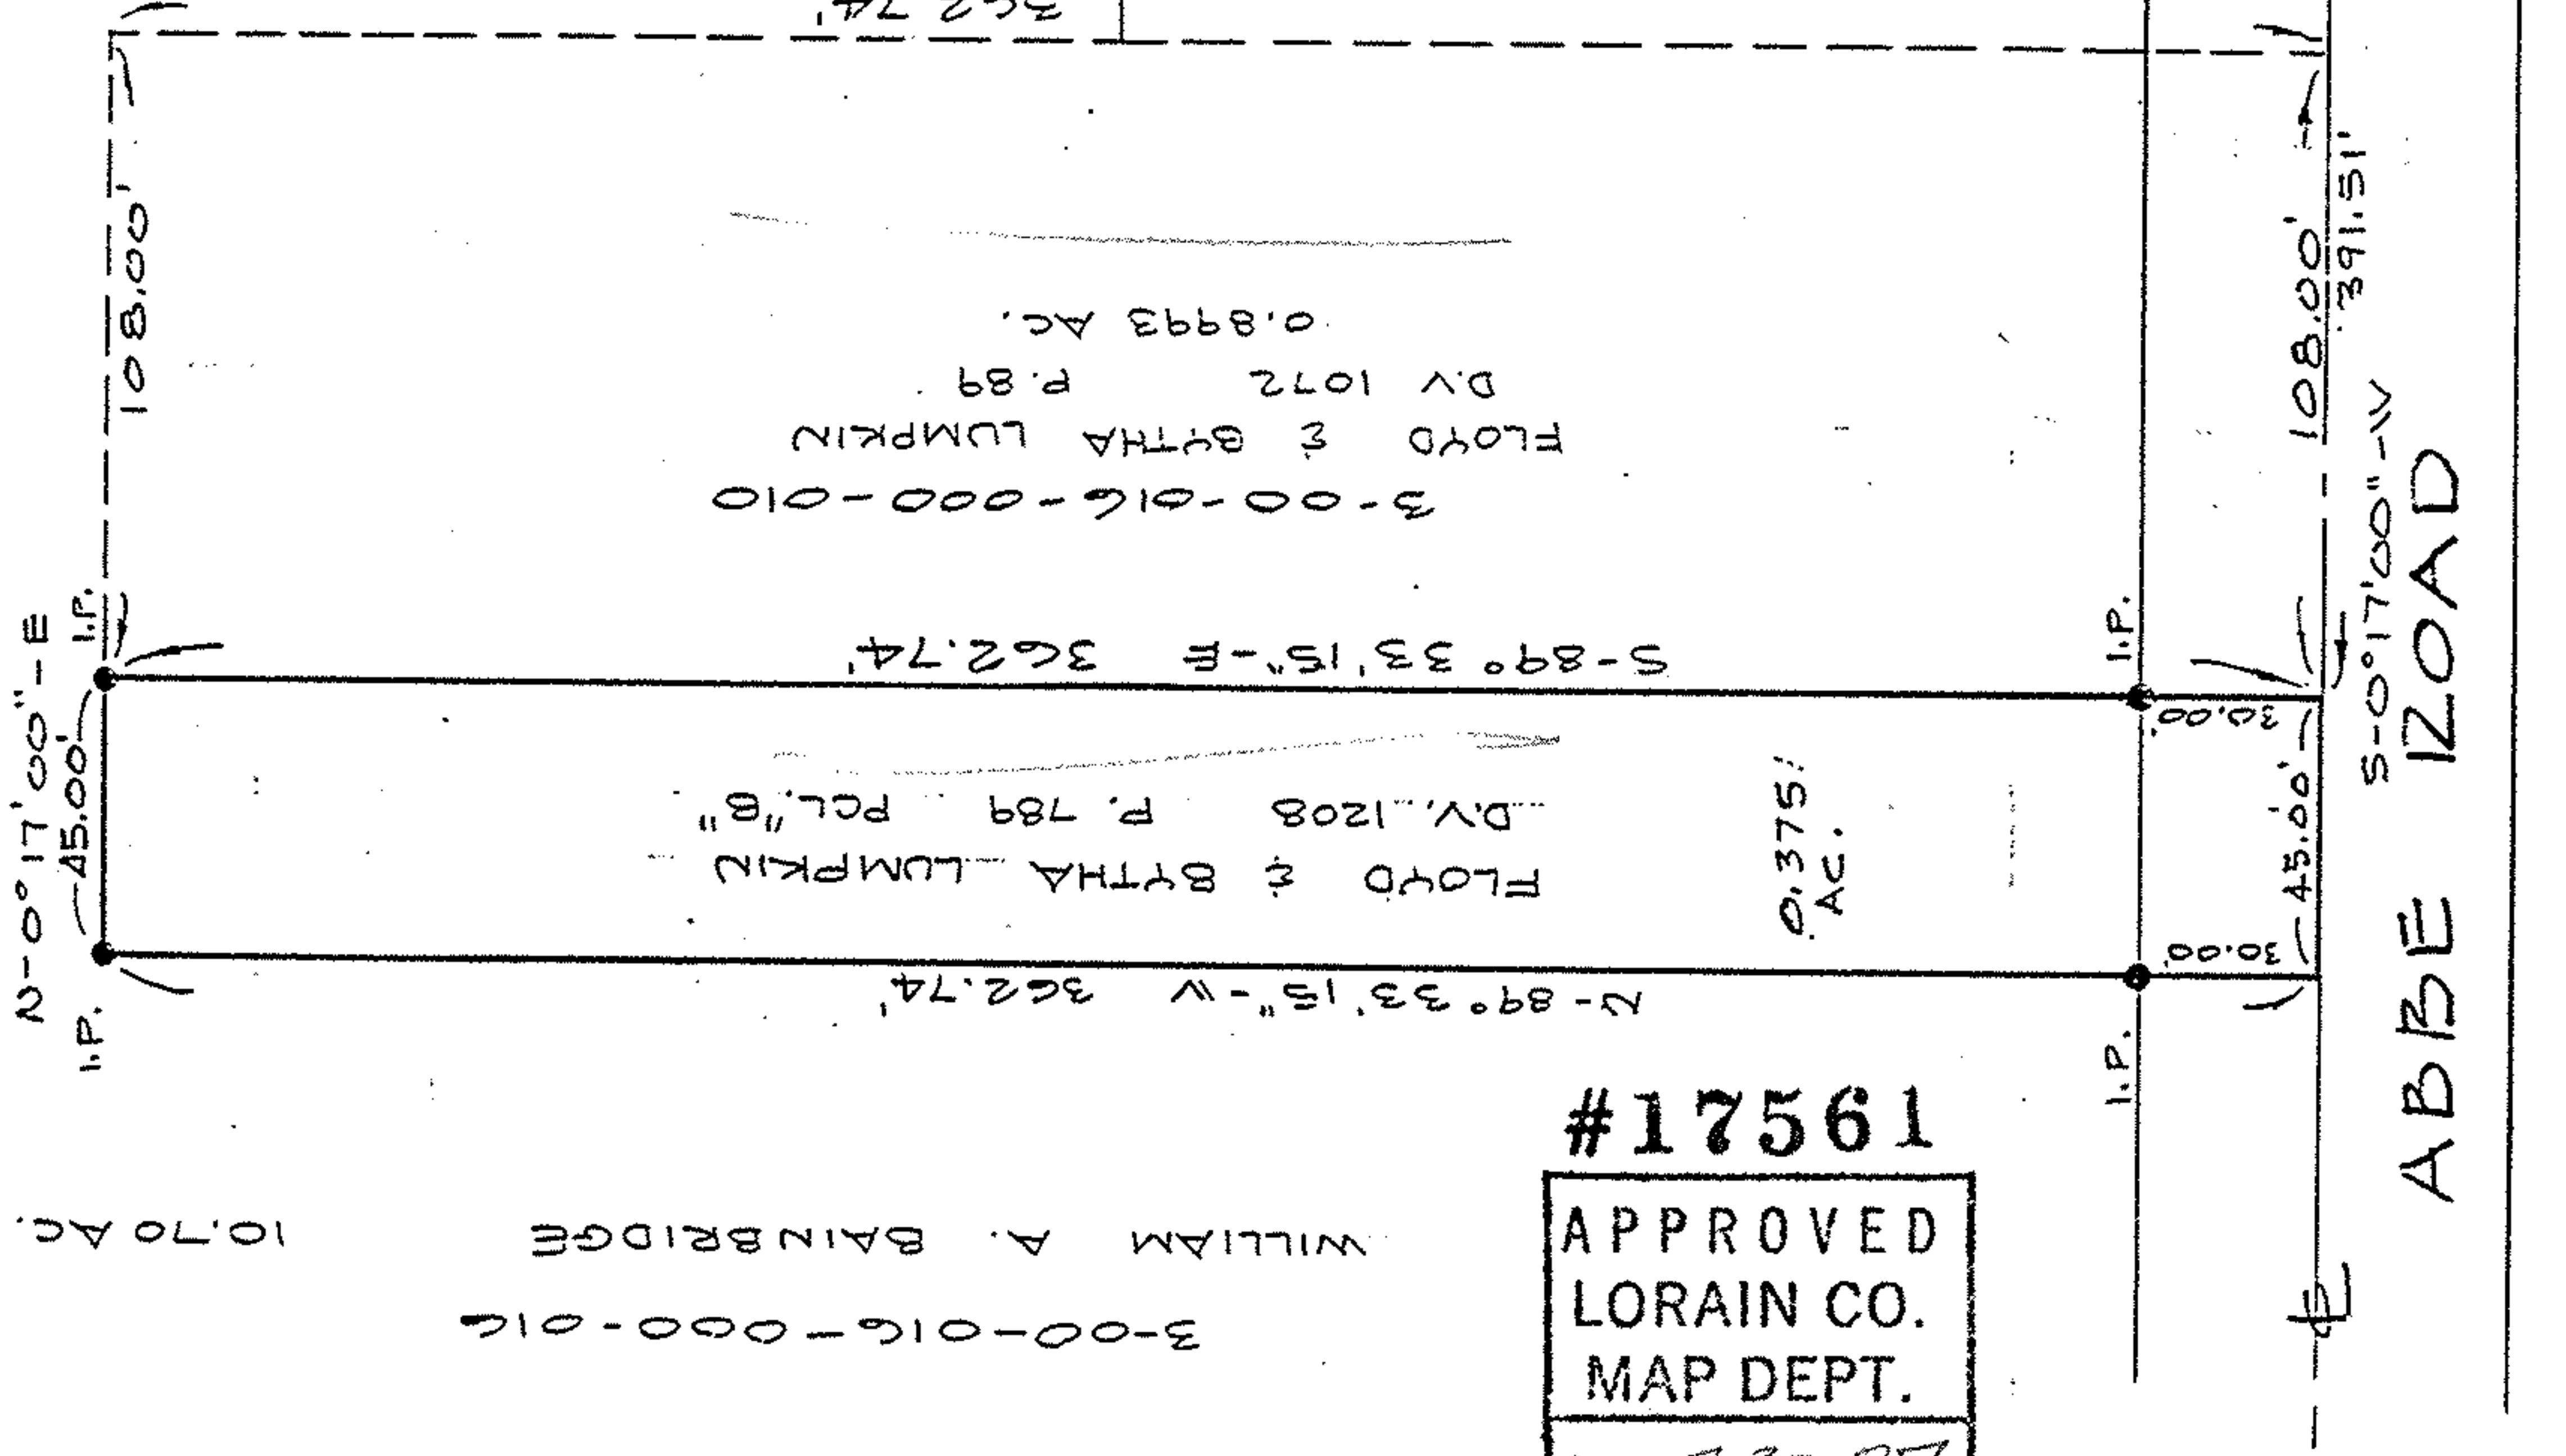 362.74'
108.00'
108.00'
391.51'
0.8993 AC.
D.V 1072 P. 89
FLOYD & BYTHA LUMPKIN
3-00-016-000-010
I.P.
I.P.
N-0°17'00"-E
45.00'
S-89°33'15"-E 362.74'
30.00'
S-0°17'00"-W
ABBE ROAD
D.V. 1208 P. 789 PCL. "B"
FLOYD & BYTHA LUMPKIN
0.3751
AC.
45.00'
30.00'
N-89°33'15"-W 362.74'
I.P.
I.P.
#17561
APPROVED
LORAIN CO.
MAP DEPT.
WILLIAM A. BAINBRIDGE 10.70 AC.
3-00-016-000-016